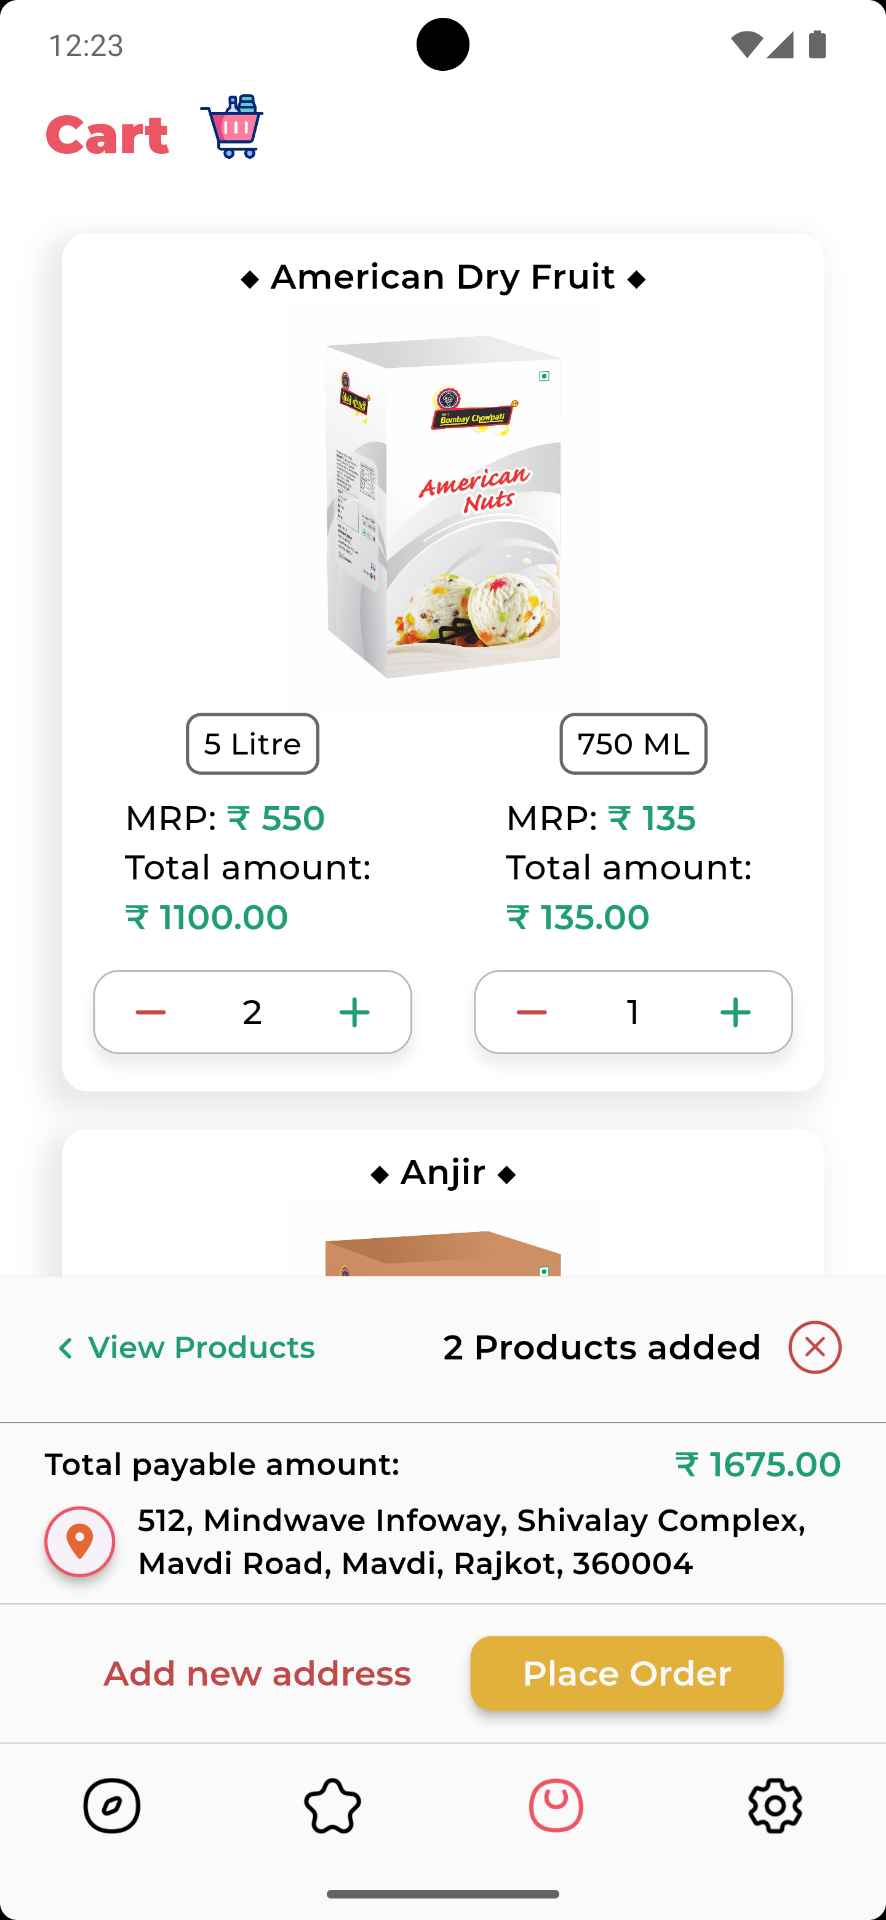 12:23
Cart
◆ American Dry Fruit ◆
Bombay Chowpati
American
Nuts
5 Litre 750 ML
MRP: ₹ 550 MRP: ₹ 135
Total amount: Total amount:
₹ 1100.00 ₹ 135.00
− 2 + − 1 +
◆ Anjir ◆
< View Products 2 Products added
Total payable amount: ₹ 1675.00
512, Mindwave Infoway, Shivalay Complex,
Mavdi Road, Mavdi, Rajkot, 360004
Add new address Place Order